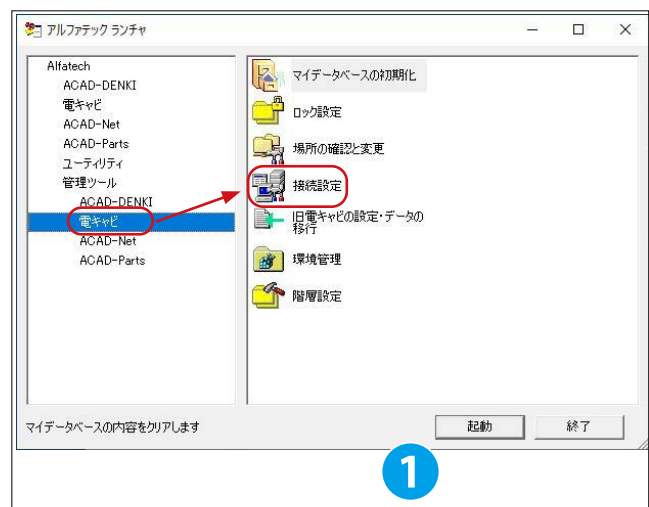 アルファテック ランチャ
Alfatech
ACAD-DENKI
電キャビ
ACAD-Net
ACAD-Parts
ユーティリティ
管理ツール
ACAD-DENKI
電キャビ
ACAD-Net
ACAD-Parts
マイデータベースの初期化
ロック設定
場所の確認と変更
接続設定
旧電キャビの設定・データの
移行
環境管理
階層設定
マイデータベースの内容をクリアします
起動
終了
1